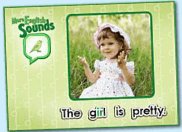 More English
Sounds
The girl is pretty.